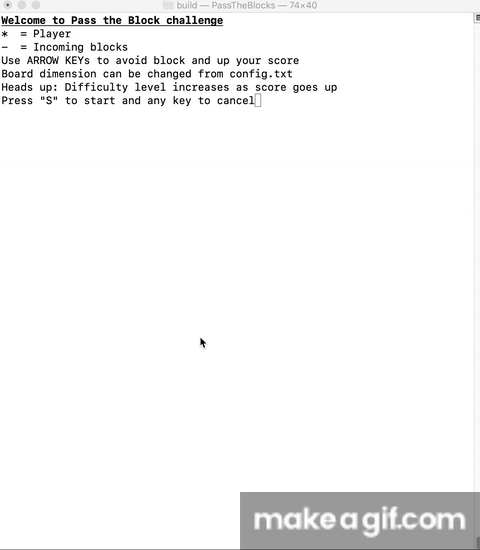 build — PassTheBlocks — 74×40
Welcome to Pass the Block challenge
*  = Player
–  = Incoming blocks
Use ARROW KEYs to avoid block and up your score
Board dimension can be changed from config.txt
Heads up: Difficulty level increases as score goes up
Press "S" to start and any key to cancel
make a gif.com